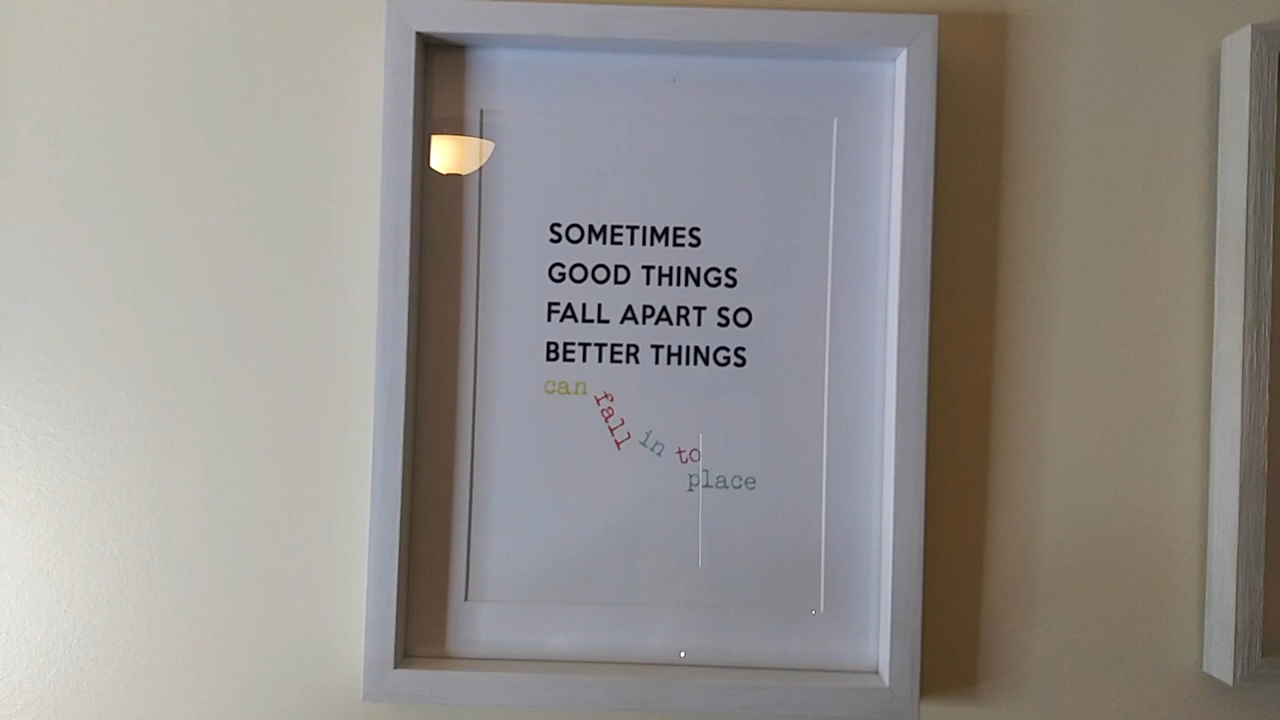 SOMETIMES
GOOD THINGS
FALL APART SO
BETTER THINGS
can fall in to
place